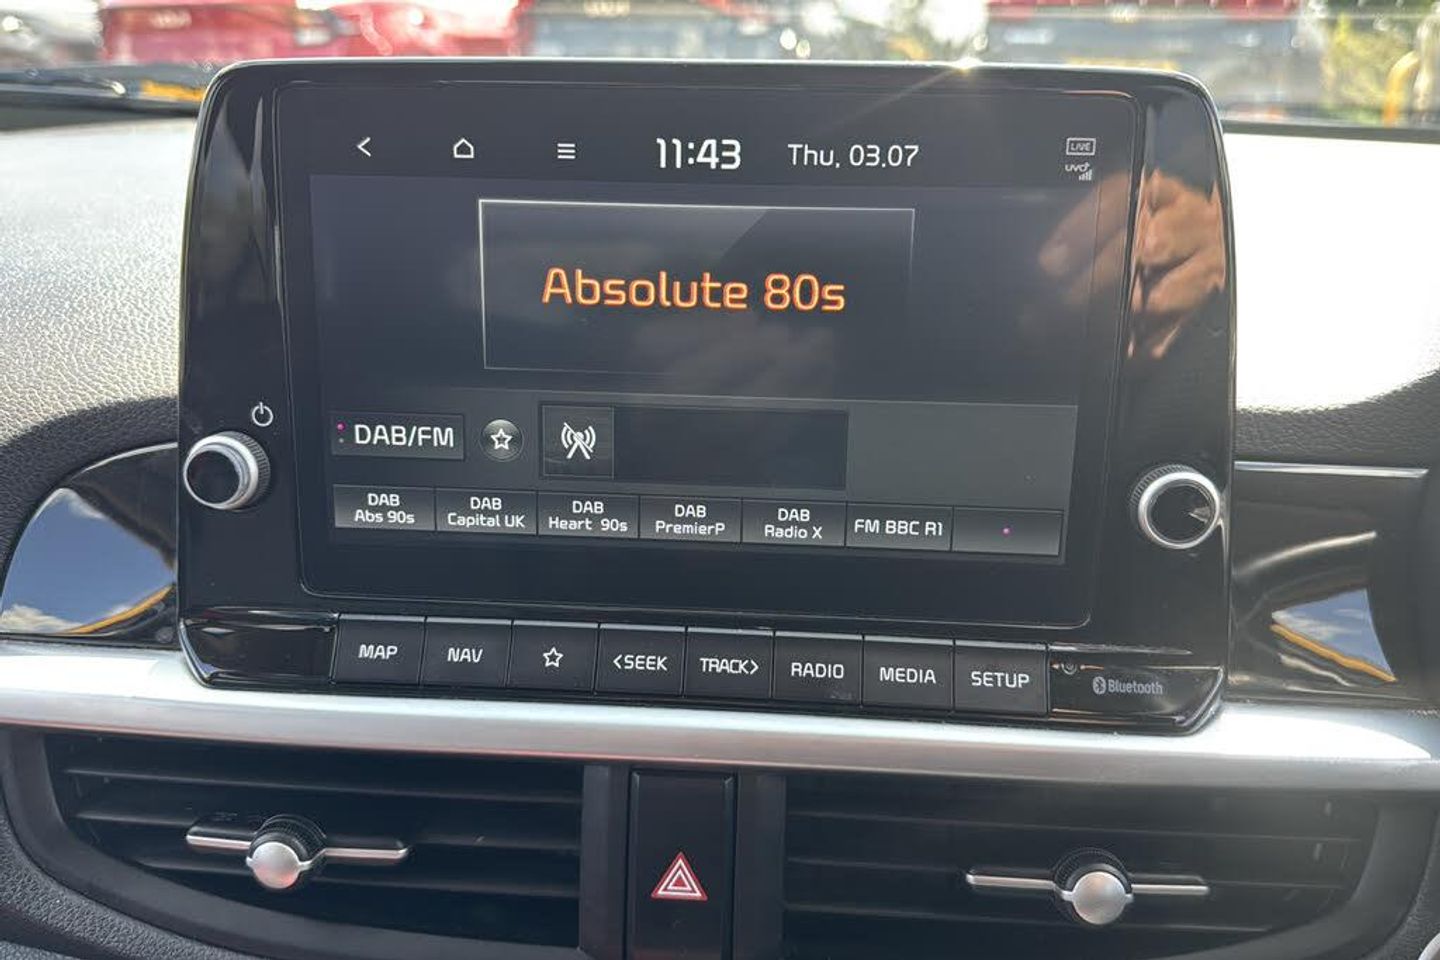 11:43 Thu, 03.07
LIVE
UVO+
Absolute 80s
DAB/FM
DAB
Abs 90s
DAB
Capital UK
DAB
Heart 90s
DAB
PremierP
DAB
Radio X
FM BBC R1
MAP
NAV
<SEEK
TRACK>
RADIO
MEDIA
SETUP
Bluetooth